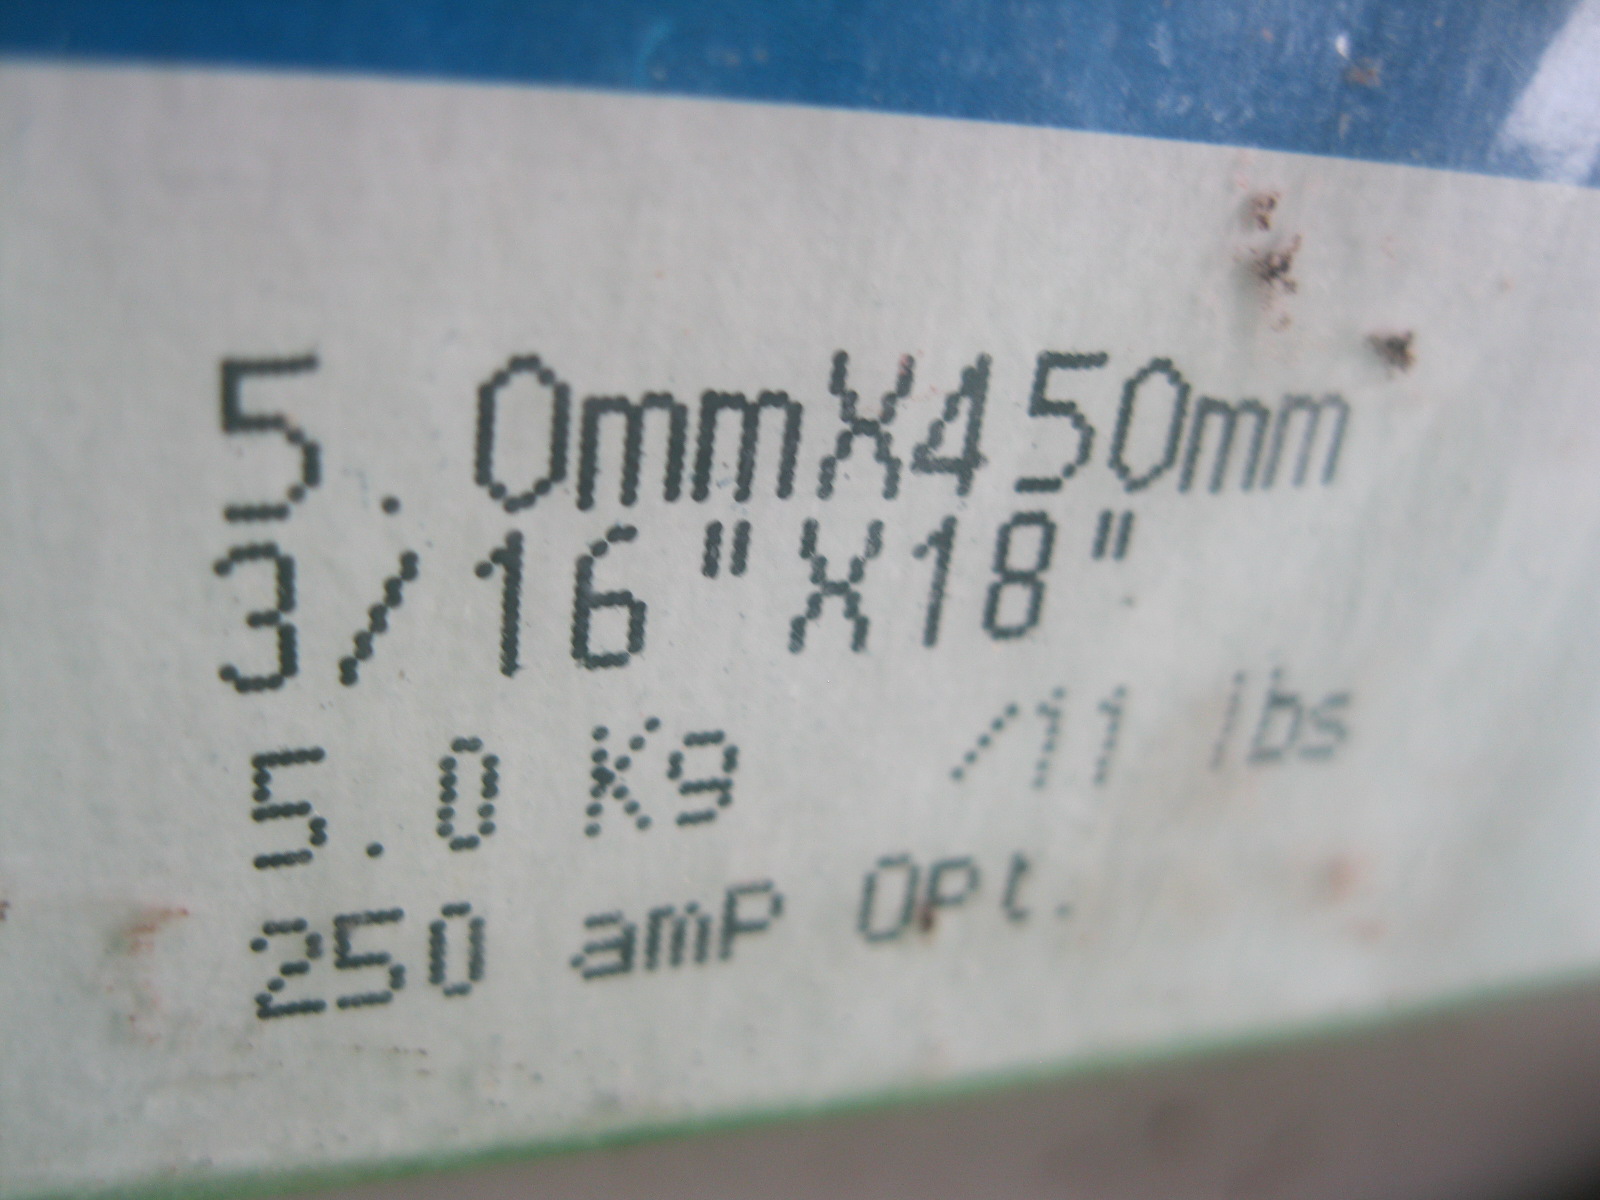 5.0mmX450mm
3/16"X18"
5.0 Kg /11 lbs
250 amp Opt.